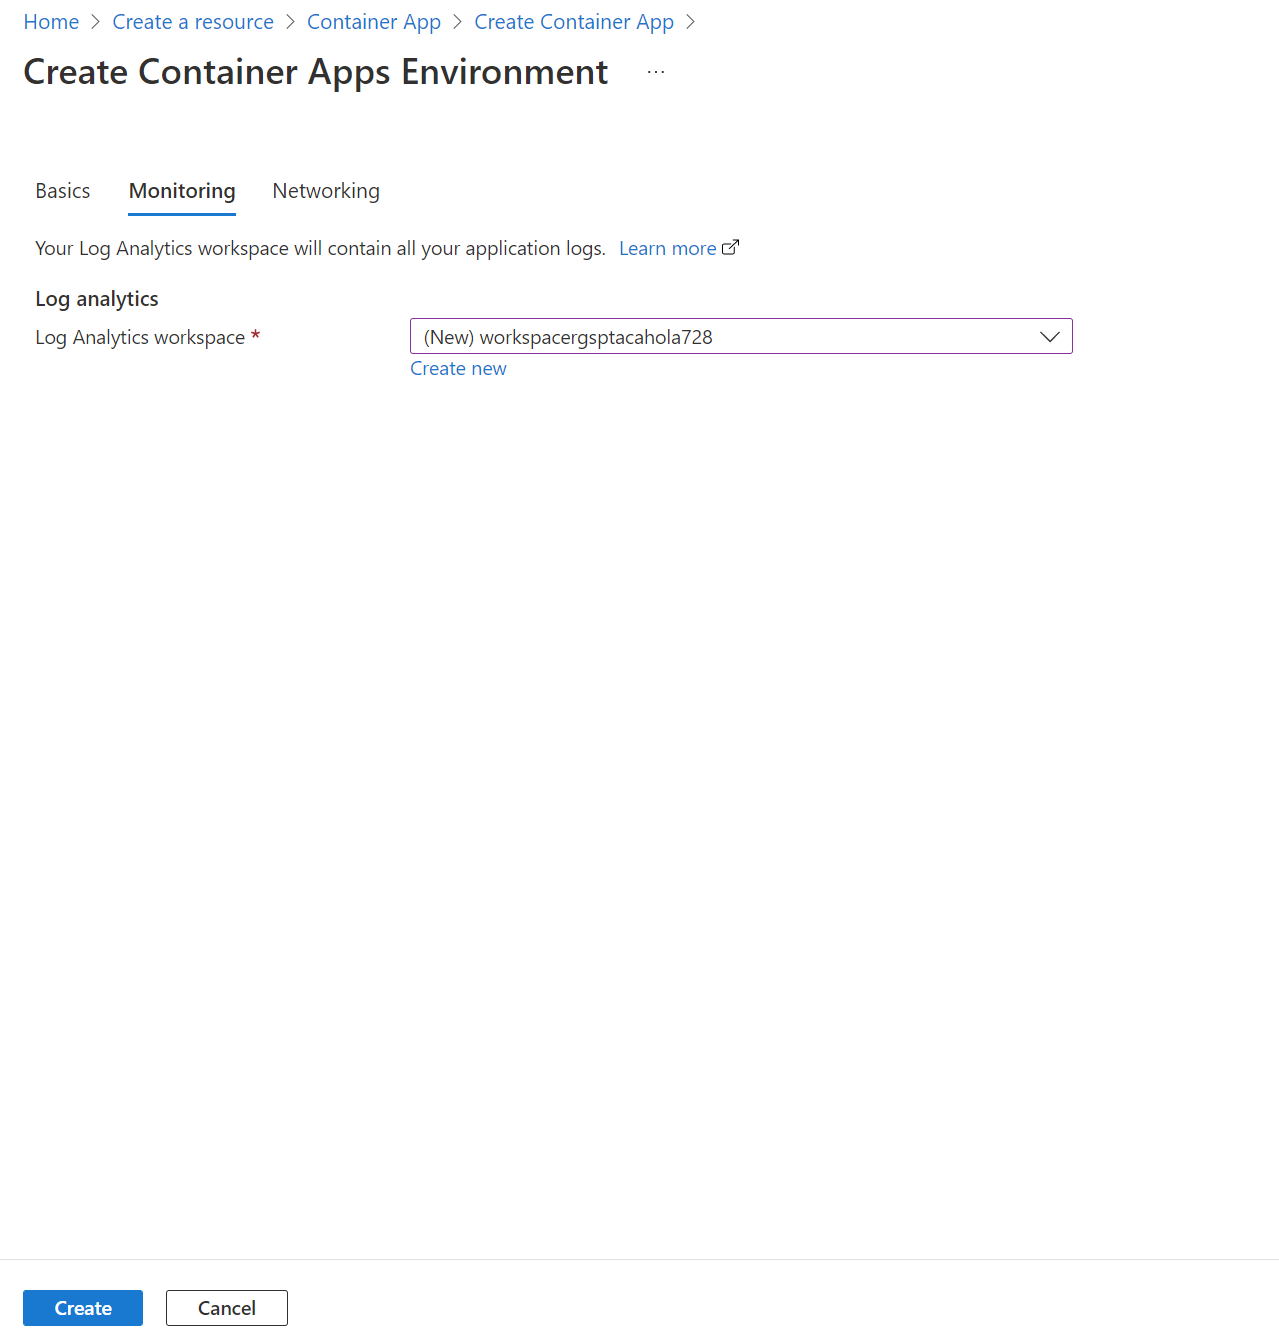 Home > Create a resource > Container App > Create Container App >
Create Container Apps Environment ...
Basics Monitoring Networking
Your Log Analytics workspace will contain all your application logs. Learn more
Log analytics
Log Analytics workspace * (New) workspacergsptacahola728
Create new
Create Cancel